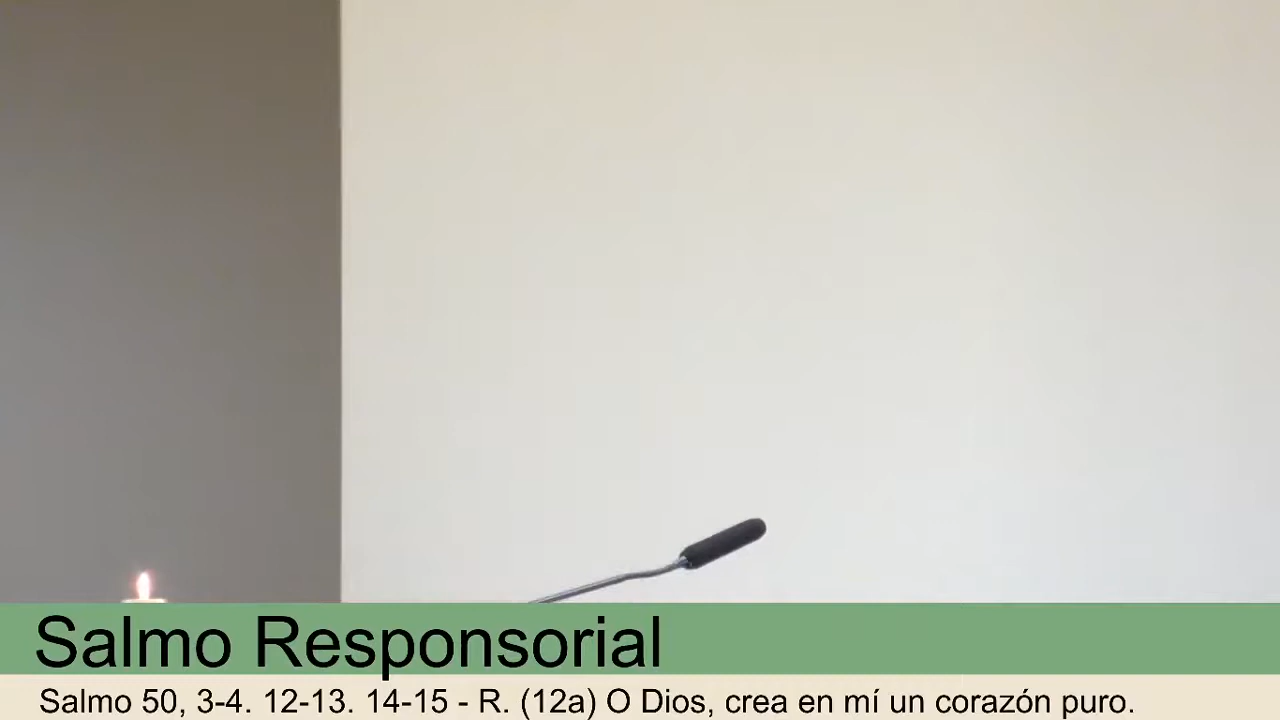 Salmo Responsorial
Salmo 50, 3-4. 12-13. 14-15 - R. (12a) O Dios, crea en mí un corazón puro.